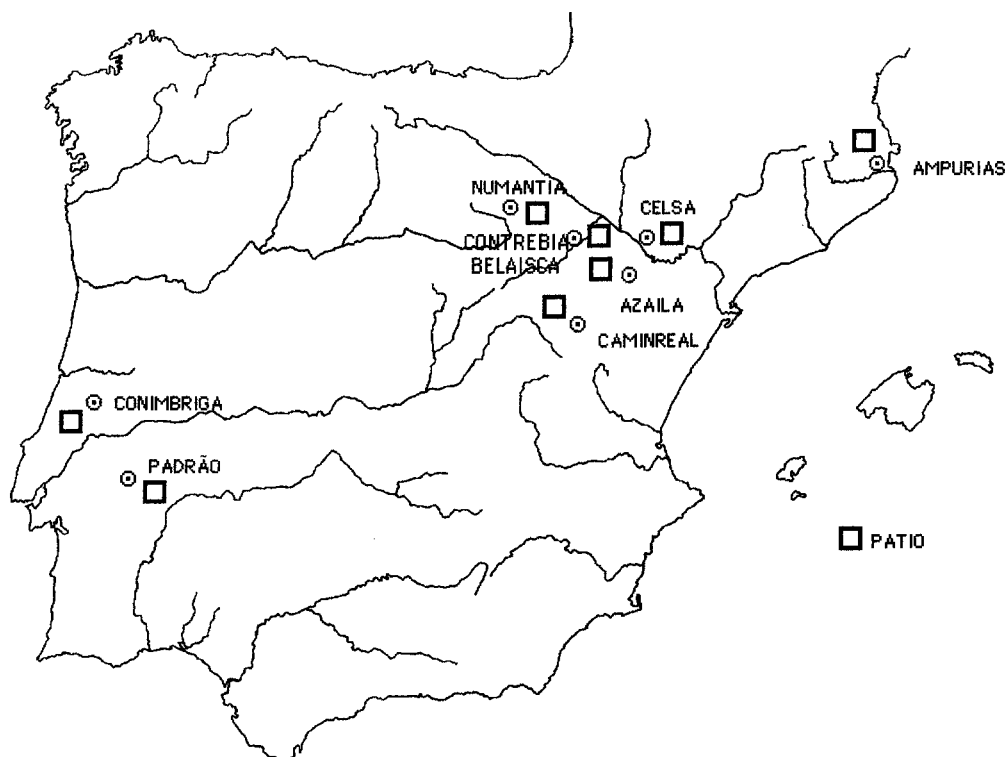 AMPURIAS
NUMANTIA
CELSA
CONTREBIA
BELAISCA
AZAILA
CAMINREAL
CONIMBRIGA
PADRÃO
PATIO